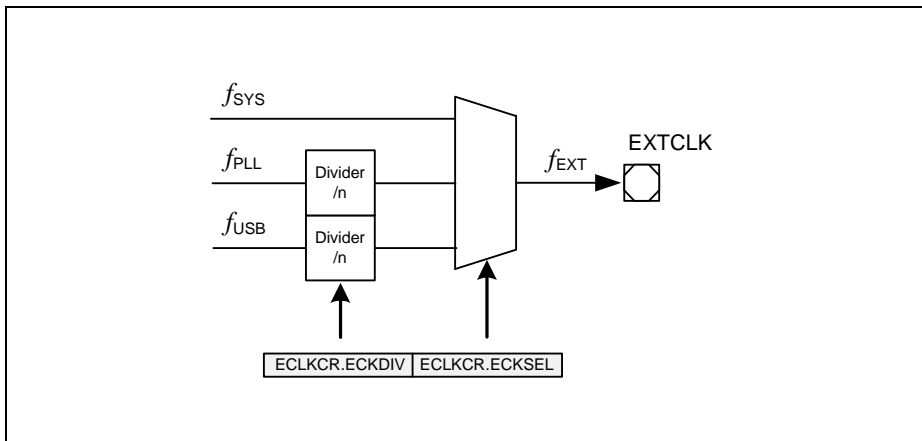 fSYS
fPLL
fUSB
Divider
/n
Divider
/n
fEXT
EXTCLK
ECLKCR.ECKDIV
ECLKCR.ECKSEL